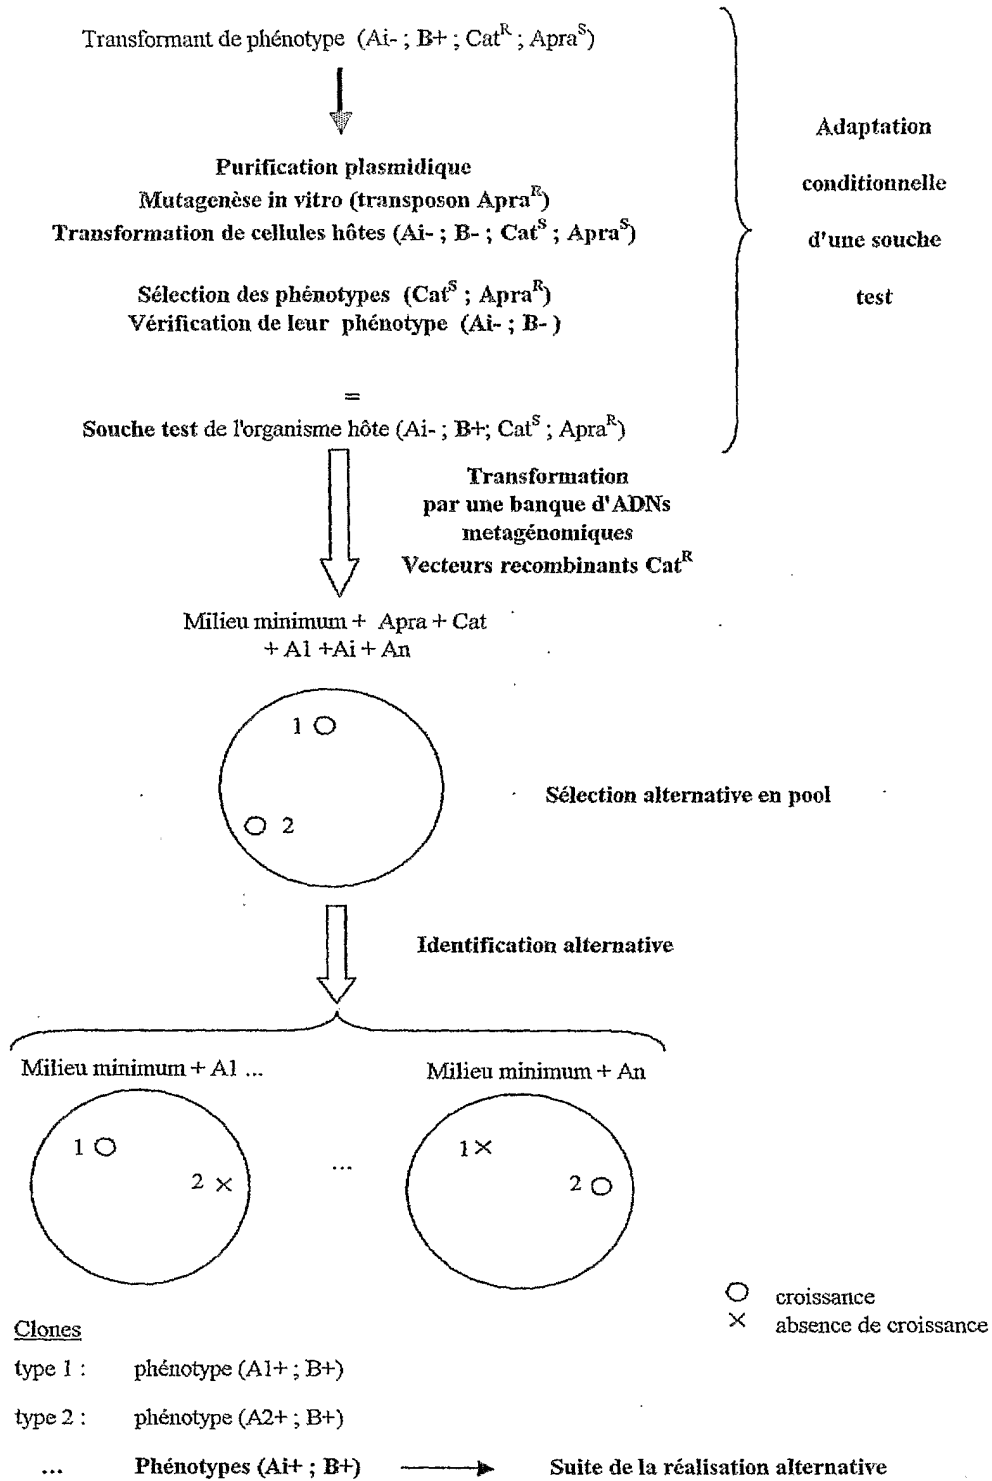 Transformant de phénotype (Ai- ; B+ ; Cat^R ; Apra^S)
Adaptation
conditionnelle
d'une souche
test
Purification plasmidique
Mutagenèse in vitro (transposon Apra^R)
Transformation de cellules hôtes (Ai- ; B- ; Cat^S ; Apra^S)
Sélection des phénotypes (Cat^S ; Apra^R)
Vérification de leur phénotype (Ai- ; B- )
=
Souche test de l'organisme hôte (Ai- ; B+; Cat^S ; Apra^R)
Transformation
par une banque d'ADNs
metagénomiques
Vecteurs recombinants Cat^R
Milieu minimum + Apra + Cat
+ A1 +Ai + An
1
2
Sélection alternative en pool
Identification alternative
Milieu minimum + A1 ...
Milieu minimum + An
1
2
...
1
2
croissance
absence de croissance
Clones
type 1 : phénotype (A1+ ; B+)
type 2 : phénotype (A2+ ; B+)
... Phénotypes (Ai+ ; B+)
Suite de la réalisation alternative